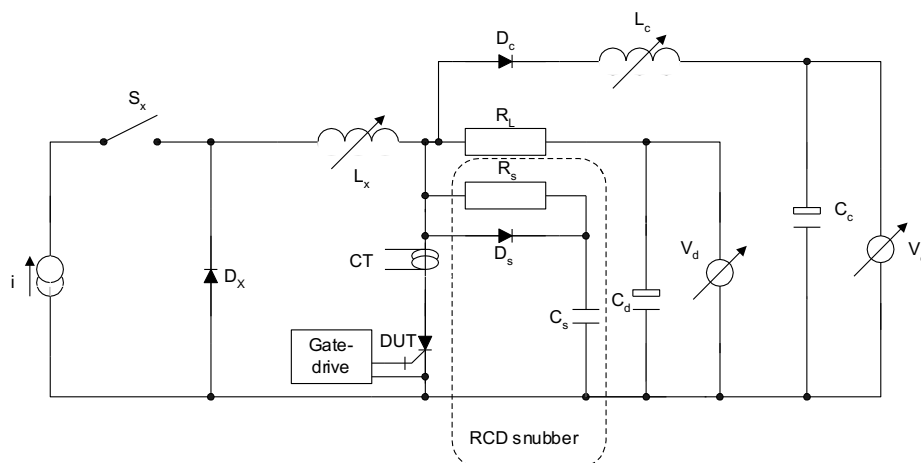 D_c
L_c
S_x
R_L
L_x
R_s
C_c
CT
D_s
V_d
V
i
D_X
C_s
C_d
DUT
Gate-
drive
RCD snubber